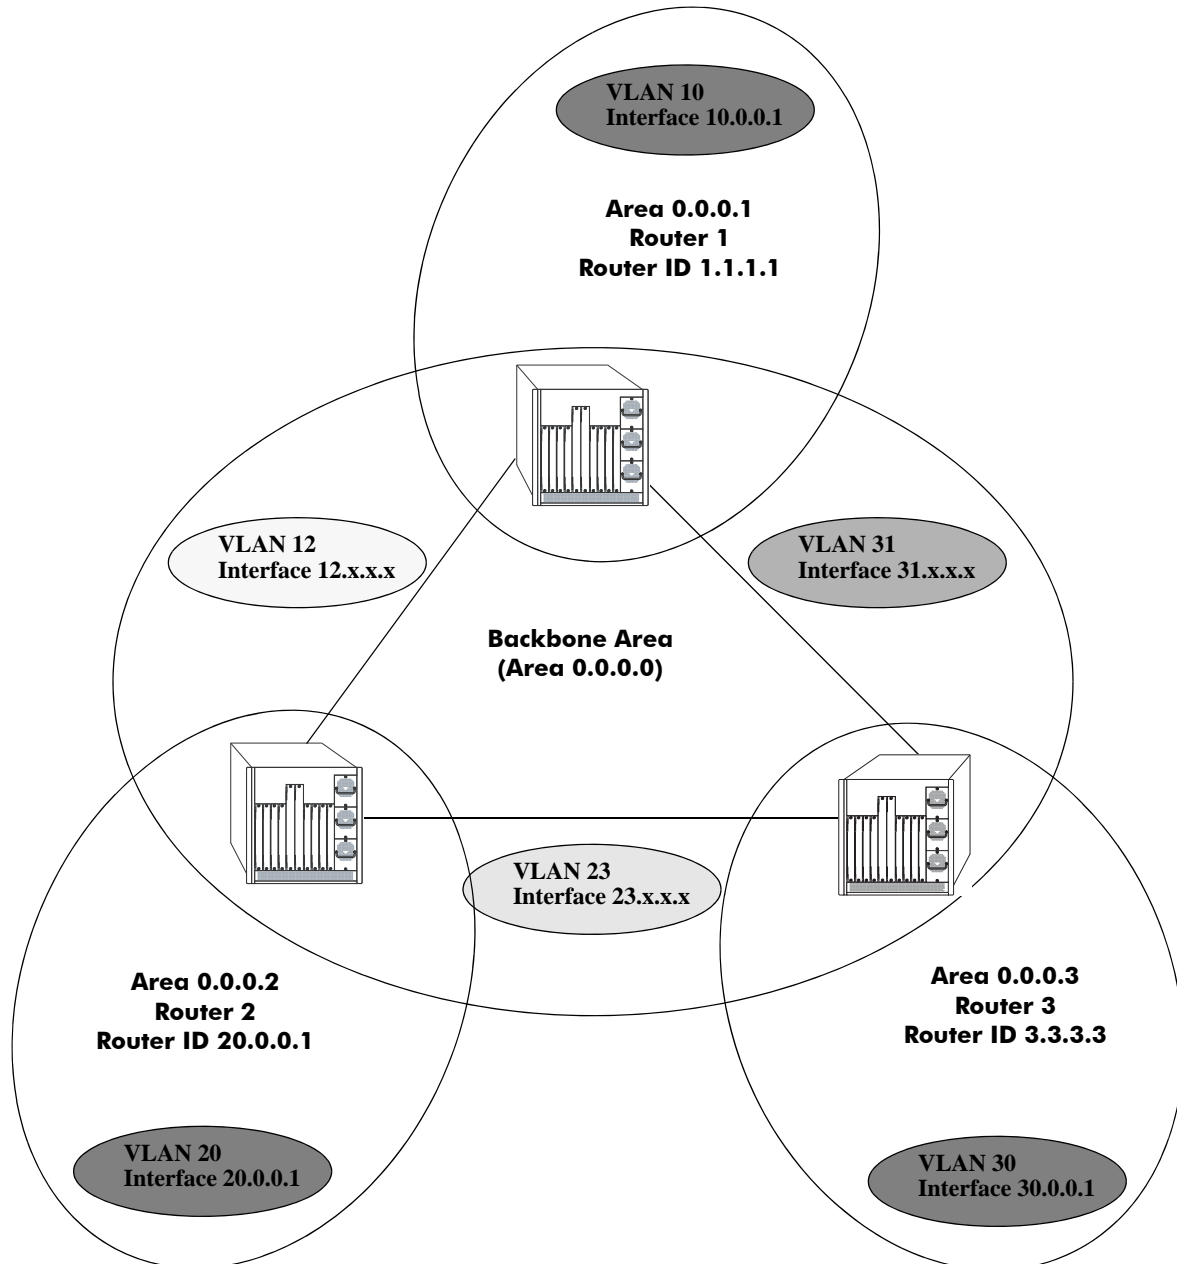 VLAN 10
Interface 10.0.0.1
Area 0.0.0.1
Router 1
Router ID 1.1.1.1
VLAN 12
Interface 12.x.x.x
VLAN 31
Interface 31.x.x.x
Backbone Area
(Area 0.0.0.0)
VLAN 23
Interface 23.x.x.x
Area 0.0.0.2
Router 2
Router ID 20.0.0.1
Area 0.0.0.3
Router 3
Router ID 3.3.3.3
VLAN 20
Interface 20.0.0.1
VLAN 30
Interface 30.0.0.1